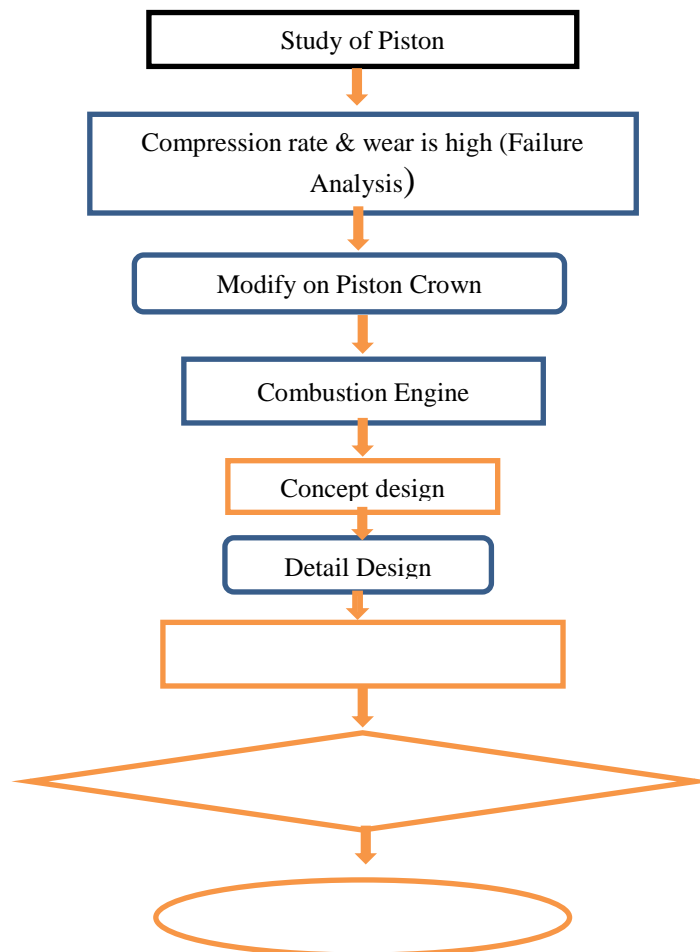 Study of Piston
Compression rate & wear is high (Failure
Analysis)
Modify on Piston Crown
Combustion Engine
Concept design
Detail Design